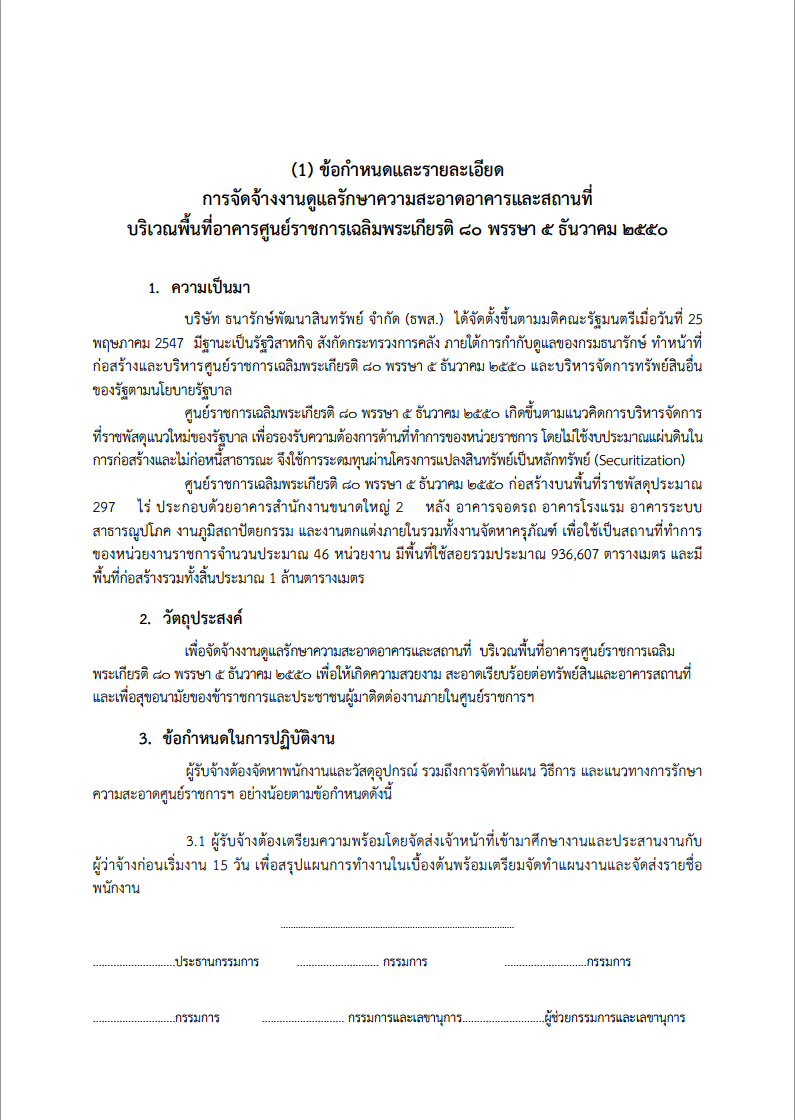 (1) ข้อกำหนดและรายละเอียด
การจัดจ้างงานดูแลรักษาความสะอาดอาคารและสถานที่
บริเวณพื้นที่อาคารศูนย์ราชการเฉลิมพระเกียรติ ๘๐ พรรษา ๕ ธันวาคม ๒๕๕๐
1. ความเป็นมา
บริษัท ธนารักษ์พัฒนาสินทรัพย์ จำกัด (ธพส.) ได้จัดตั้งขึ้นตามมติคณะรัฐมนตรีเมื่อวันที่ 25
พฤษภาคม 2547 มีฐานะเป็นรัฐวิสาหกิจ สังกัดกระทรวงการคลัง ภายใต้การกำกับดูแลของกรมธนารักษ์ ทำหน้าที่
ก่อสร้างและบริหารศูนย์ราชการเฉลิมพระเกียรติ ๘๐ พรรษา ๕ ธันวาคม ๒๕๕๐ และบริหารจัดการทรัพย์สินอื่น
ของรัฐตามนโยบายรัฐบาล
ศูนย์ราชการเฉลิมพระเกียรติ ๘๐ พรรษา ๕ ธันวาคม ๒๕๕๐ เกิดขึ้นตามแนวคิดการบริหารจัดการ
ที่ราชพัสดุแนวใหม่ของรัฐบาล เพื่อรองรับความต้องการด้านที่ทำการของหน่วยราชการ โดยไม่ใช้งบประมาณแผ่นดินใน
การก่อสร้างและไม่ก่อหนี้สาธารณะ จึงใช้การระดมทุนผ่านโครงการแปลงสินทรัพย์เป็นหลักทรัพย์ (Securitization)
ศูนย์ราชการเฉลิมพระเกียรติ ๘๐ พรรษา ๕ ธันวาคม ๒๕๕๐ ก่อสร้างบนพื้นที่ราชพัสดุประมาณ
297 ไร่ ประกอบด้วยอาคารสำนักงานขนาดใหญ่ 2 หลัง อาคารจอดรถ อาคารโรงแรม อาคารระบบ
สาธารณูปโภค งานภูมิสถาปัตยกรรม และงานตกแต่งภายในรวมทั้งงานจัดหาครุภัณฑ์ เพื่อใช้เป็นสถานที่ทำการ
ของหน่วยงานราชการจำนวนประมาณ 46 หน่วยงาน มีพื้นที่ใช้สอยรวมประมาณ 936,607 ตารางเมตร และมี
พื้นที่ก่อสร้างรวมทั้งสิ้นประมาณ 1 ล้านตารางเมตร
2. วัตถุประสงค์
เพื่อจัดจ้างงานดูแลรักษาความสะอาดอาคารและสถานที่ บริเวณพื้นที่อาคารศูนย์ราชการเฉลิม
พระเกียรติ ๘๐ พรรษา ๕ ธันวาคม ๒๕๕๐ เพื่อให้เกิดความสวยงาม สะอาดเรียบร้อยต่อทรัพย์สินและอาคารสถานที่
และเพื่อสุขอนามัยของข้าราชการและประชาชนผู้มาติดต่องานภายในศูนย์ราชการฯ
3. ข้อกำหนดในการปฏิบัติงาน
ผู้รับจ้างต้องจัดหาพนักงานและวัสดุอุปกรณ์ รวมถึงการจัดทำแผน วิธีการ และแนวทางการรักษา
ความสะอาดศูนย์ราชการฯ อย่างน้อยตามข้อกำหนดดังนี้
3.1 ผู้รับจ้างต้องเตรียมความพร้อมโดยจัดส่งเจ้าหน้าที่เข้ามาศึกษางานและประสานงานกับ
ผู้ว่าจ้างก่อนเริ่มงาน 15 วัน เพื่อสรุปแผนการทำงานในเบื้องต้นพร้อมเตรียมจัดทำแผนงานและจัดส่งรายชื่อ
พนักงาน
................................................................................
............................ประธานกรรมการ ............................ กรรมการ ............................กรรมการ
............................กรรมการ ............................ กรรมการและเลขานุการ............................ผู้ช่วยกรรมการและเลขานุการ